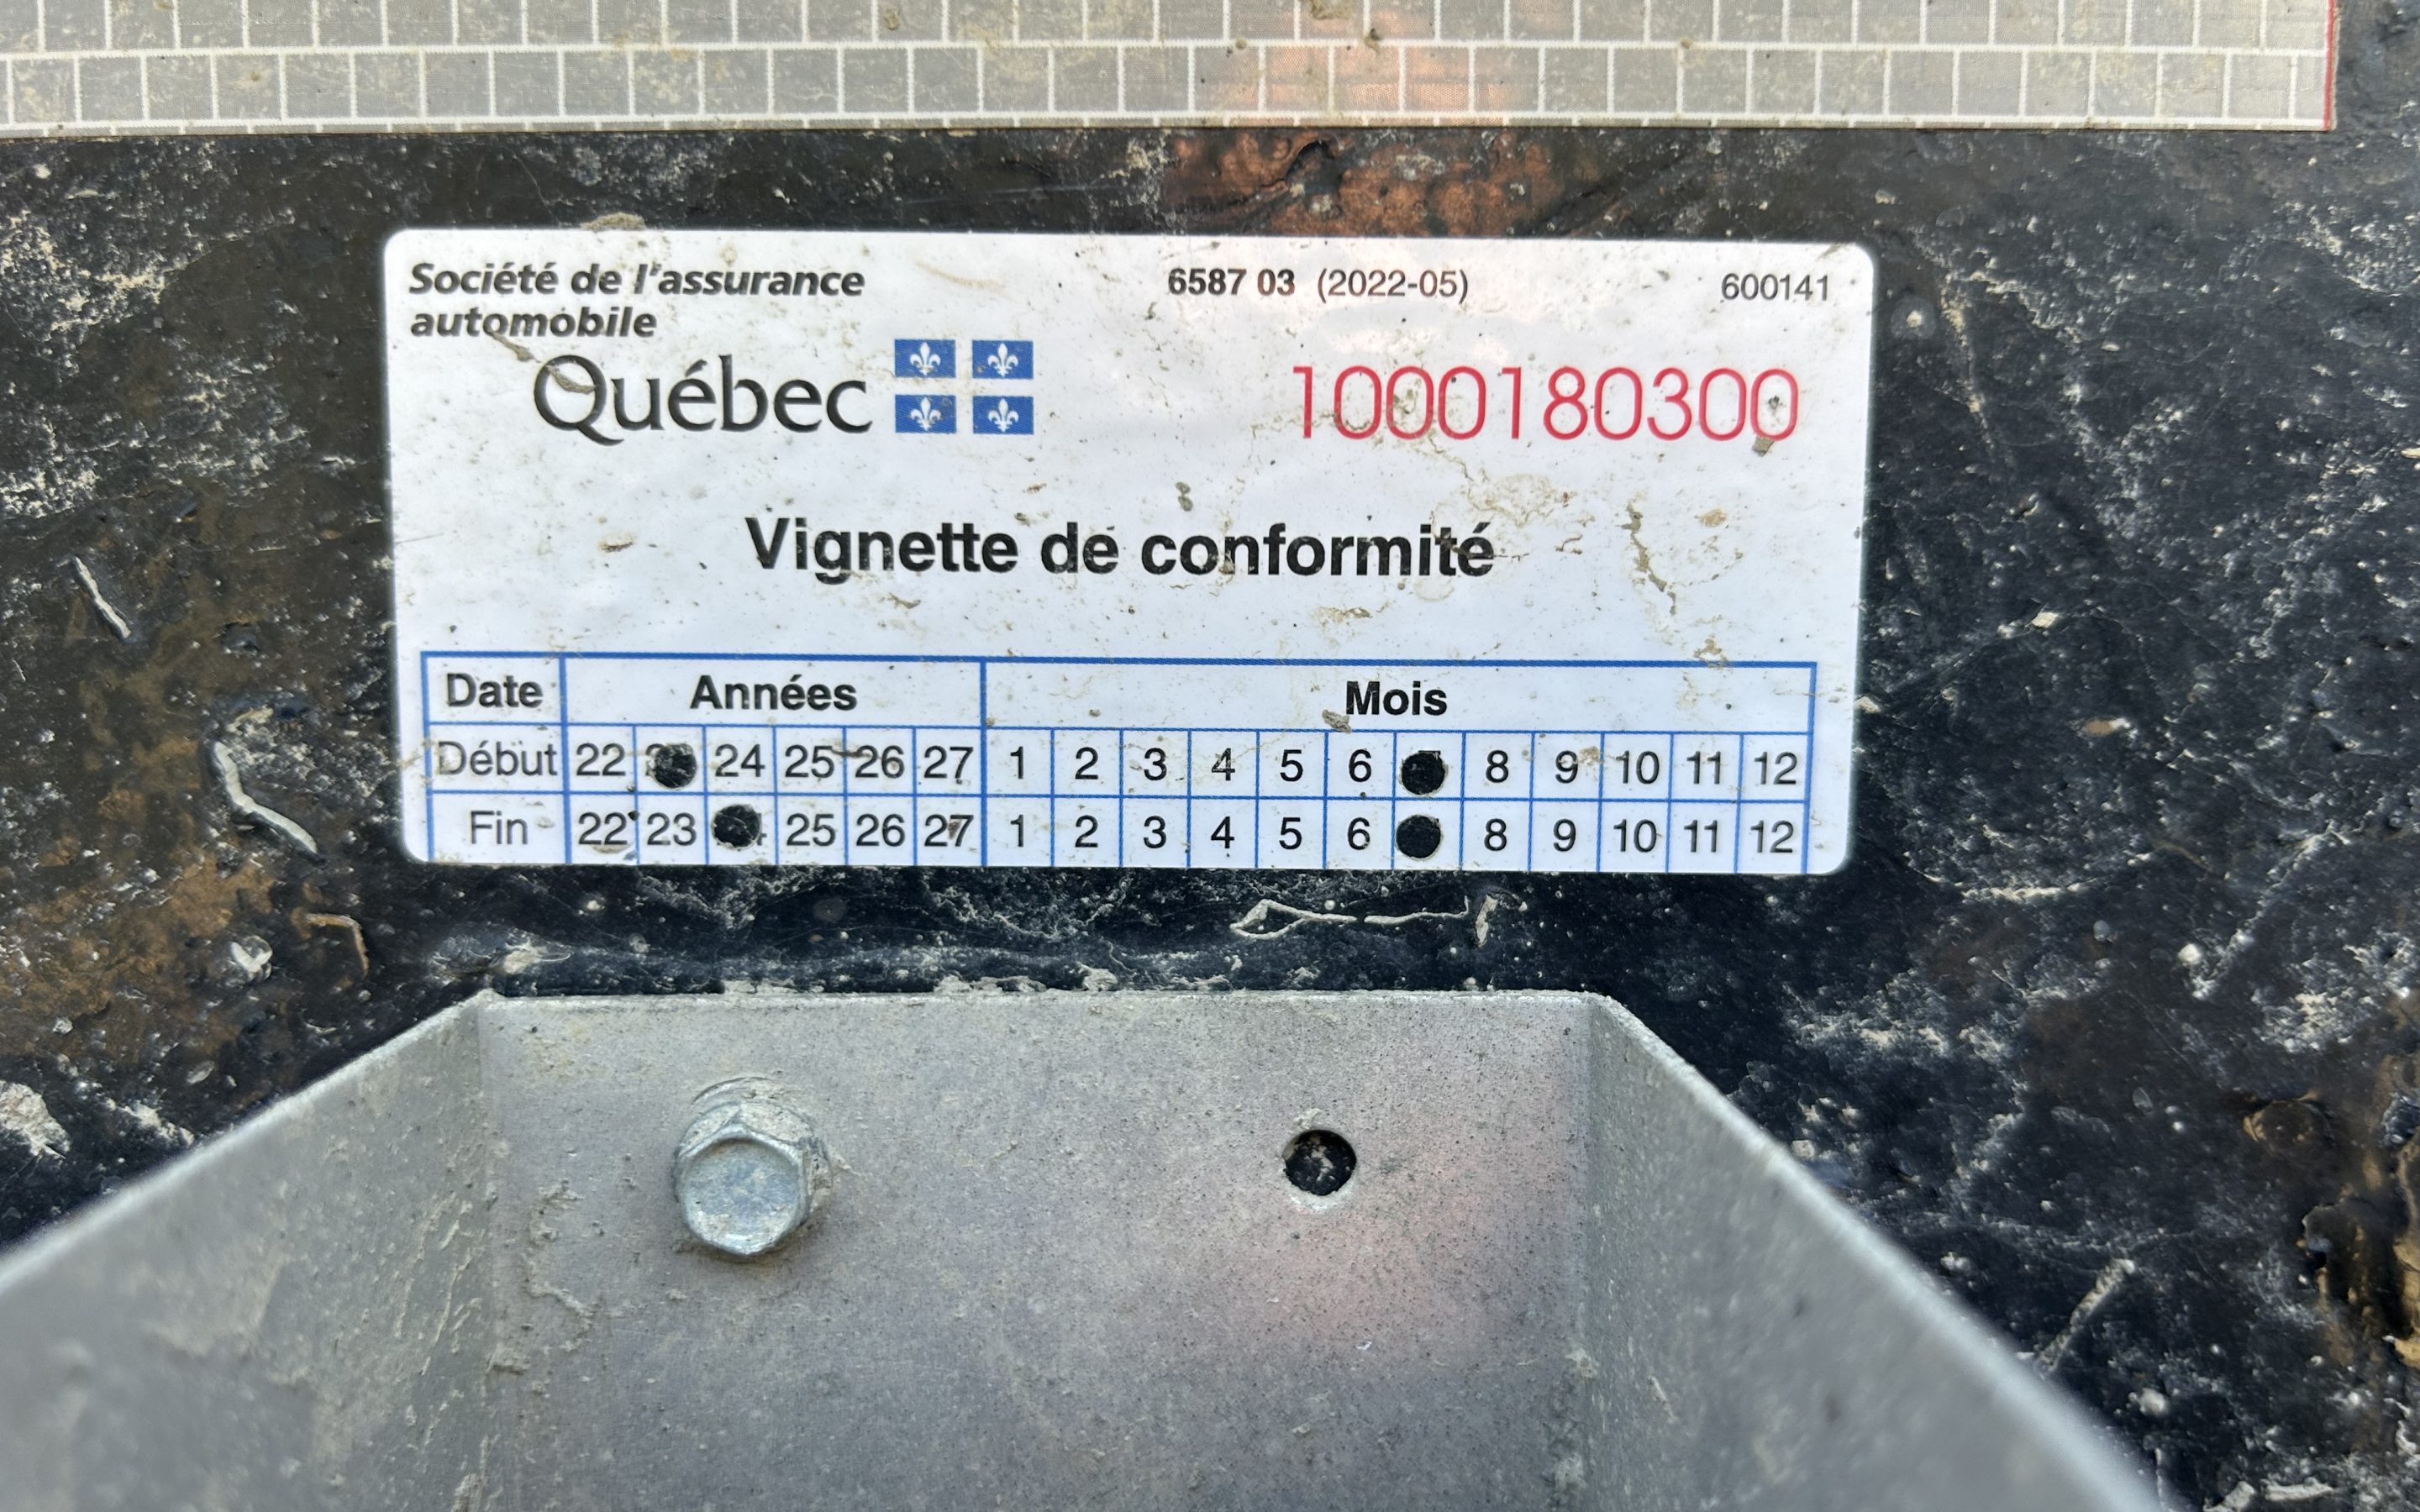 Société de l'assurance 6587 03 (2022-05) 600141
automobile
Québec 1000180300
Vignette de conformité
Date Années Mois
Début 22 24 25 26 27 1 2 3 4 5 6 8 9 10 11 12
Fin 22 23 25 26 27 1 2 3 4 5 6 8 9 10 11 12